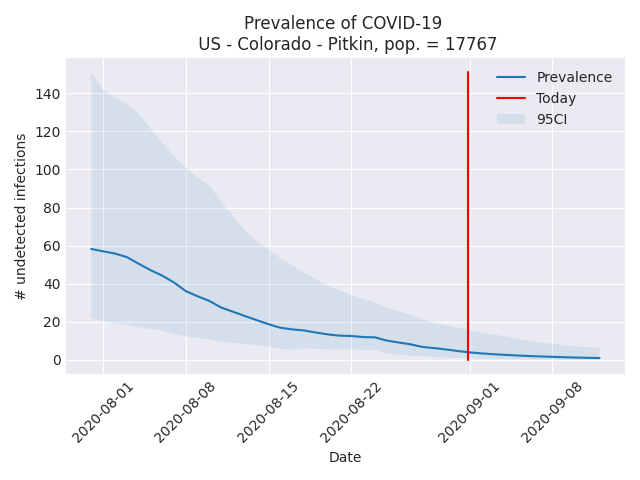 Prevalence of COVID-19
US - Colorado - Pitkin, pop. = 17767
# undetected infections
140
120
100
80
60
40
20
0
Prevalence
Today
95CI
2020-08-01
2020-08-08
2020-08-15
2020-08-22
2020-09-01
2020-09-08
Date